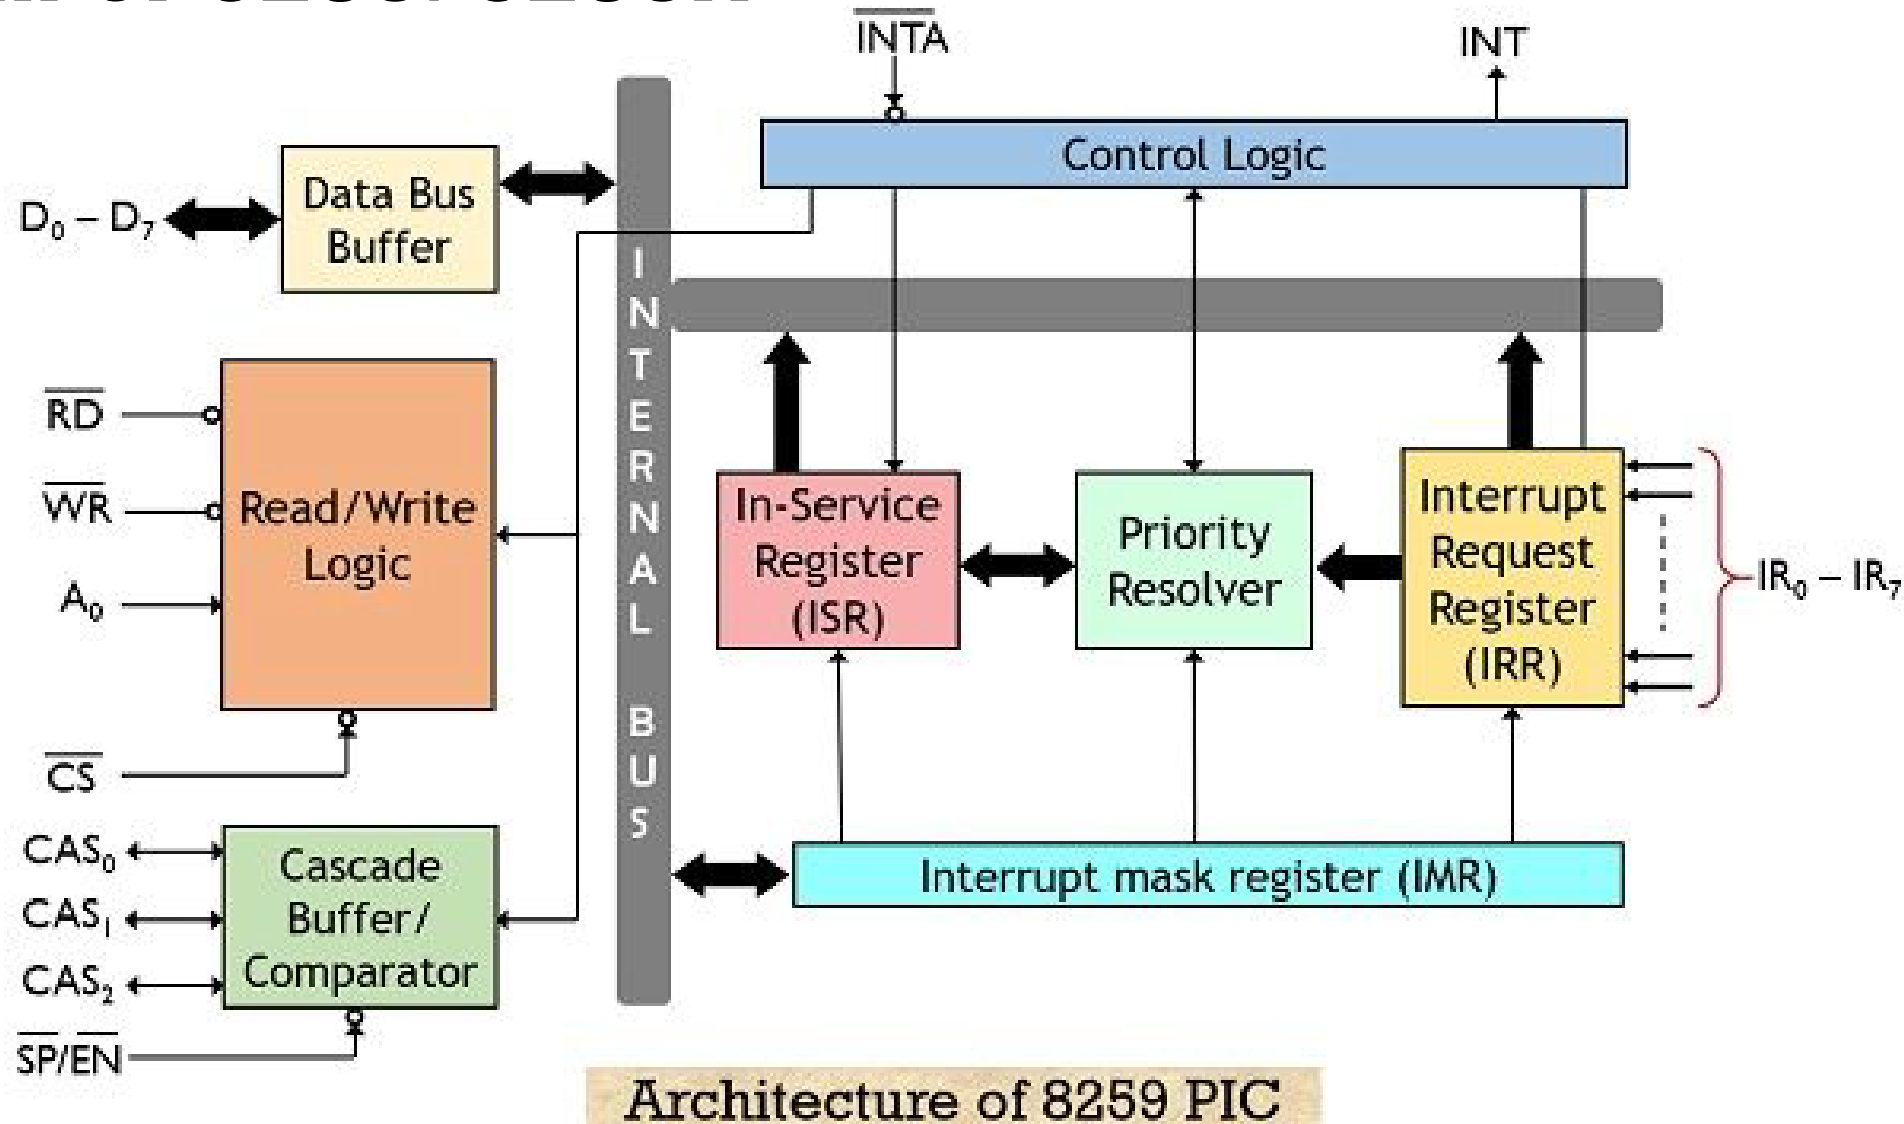 INTA
INT
Control Logic
Data Bus
Buffer
D0 – D7
INTERNAL BUS
RD
WR
A0
CS
Read/Write
Logic
In-Service
Register
(ISR)
Priority
Resolver
Interrupt
Request
Register
(IRR)
IR0 – IR7
CAS0
CAS1
CAS2
SP/EN
Cascade
Buffer/
Comparator
Interrupt mask register (IMR)
Architecture of 8259 PIC